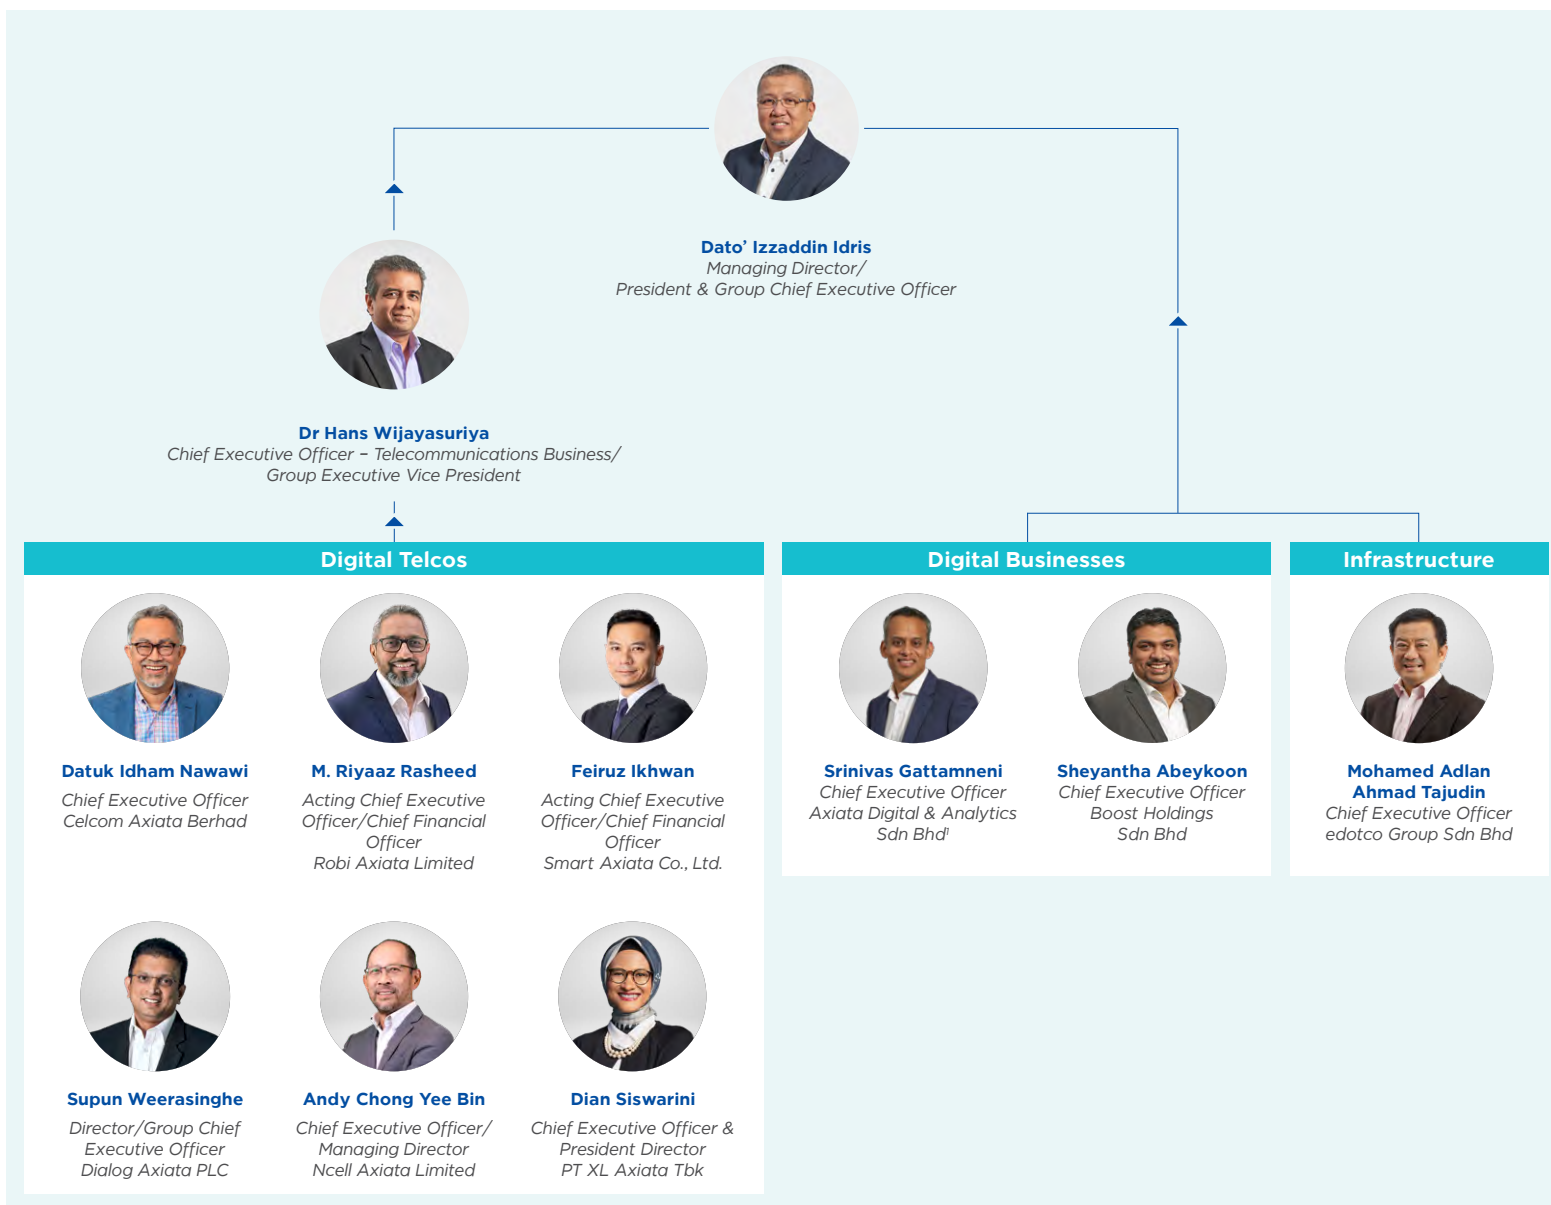 Dato’ Izzaddin Idris
Managing Director/
President & Group Chief Executive Officer
Dr Hans Wijayasuriya
Chief Executive Officer – Telecommunications Business/
Group Executive Vice President
Digital Telcos
Datuk Idham Nawawi
Chief Executive Officer
Celcom Axiata Berhad
M. Riyaaz Rasheed
Acting Chief Executive
Officer/Chief Financial
Officer
Robi Axiata Limited
Feiruz Ikhwan
Acting Chief Executive
Officer/Chief Financial
Officer
Smart Axiata Co., Ltd.
Supun Weerasinghe
Director/Group Chief
Executive Officer
Dialog Axiata PLC
Andy Chong Yee Bin
Chief Executive Officer/
Managing Director
Ncell Axiata Limited
Dian Siswarini
Chief Executive Officer &
President Director
PT XL Axiata Tbk
Digital Businesses
Srinivas Gattamneni
Chief Executive Officer
Axiata Digital & Analytics
Sdn Bhd¹
Sheyantha Abeykoon
Chief Executive Officer
Boost Holdings
Sdn Bhd
Infrastructure
Mohamed Adlan
Ahmad Tajudin
Chief Executive Officer
edotco Group Sdn Bhd